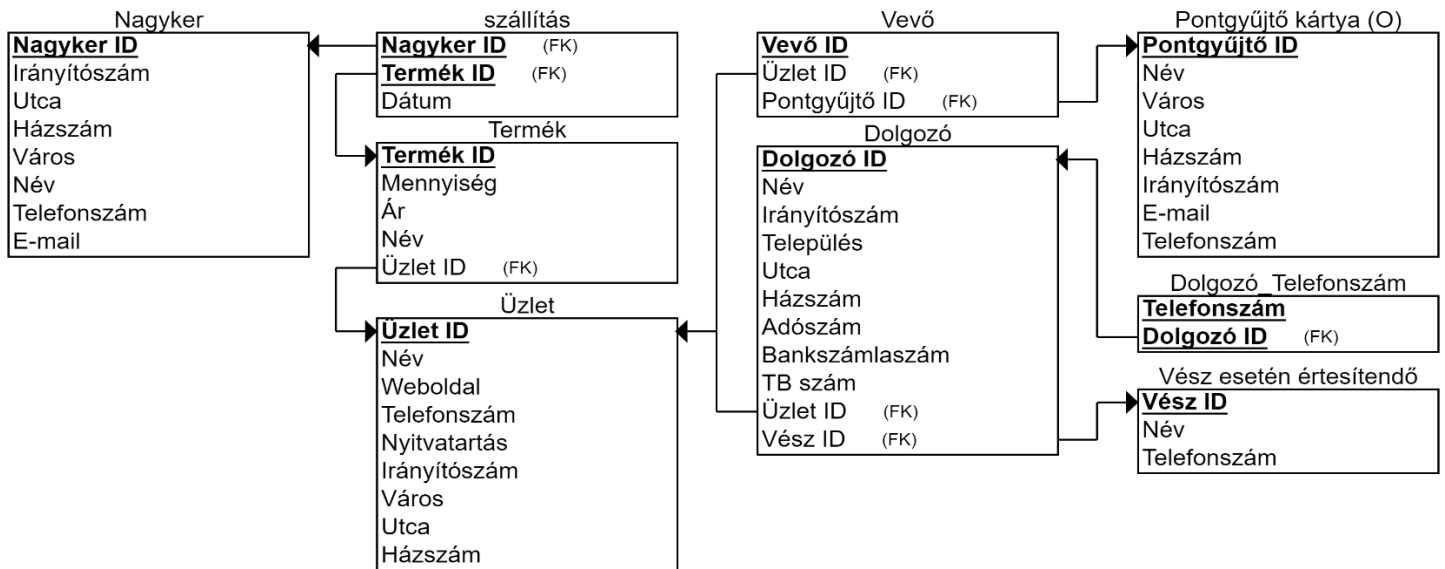 Nagyker
Nagyker ID
Irányítószám
Utca
Házszám
Város
Név
Telefonszám
E-mail
szállítás
Nagyker ID (FK)
Termék ID (FK)
Dátum
Termék
Termék ID
Mennyiség
Ár
Név
Üzlet ID (FK)
Üzlet
Üzlet ID
Név
Weboldal
Telefonszám
Nyitvatartás
Irányítószám
Város
Utca
Házszám
Vevő
Vevő ID
Üzlet ID (FK)
Pontgyűjtő ID (FK)
Dolgozó
Dolgozó ID
Név
Irányítószám
Település
Utca
Házszám
Adószám
Bankszámlaszám
TB szám
Üzlet ID (FK)
Vész ID (FK)
Pontgyűjtő kártya (O)
Pontgyűjtő ID
Név
Város
Utca
Házszám
Irányítószám
E-mail
Telefonszám
Dolgozó_Telefonszám
Telefonszám
Dolgozó ID (FK)
Vész esetén értesítendő
Vész ID
Név
Telefonszám